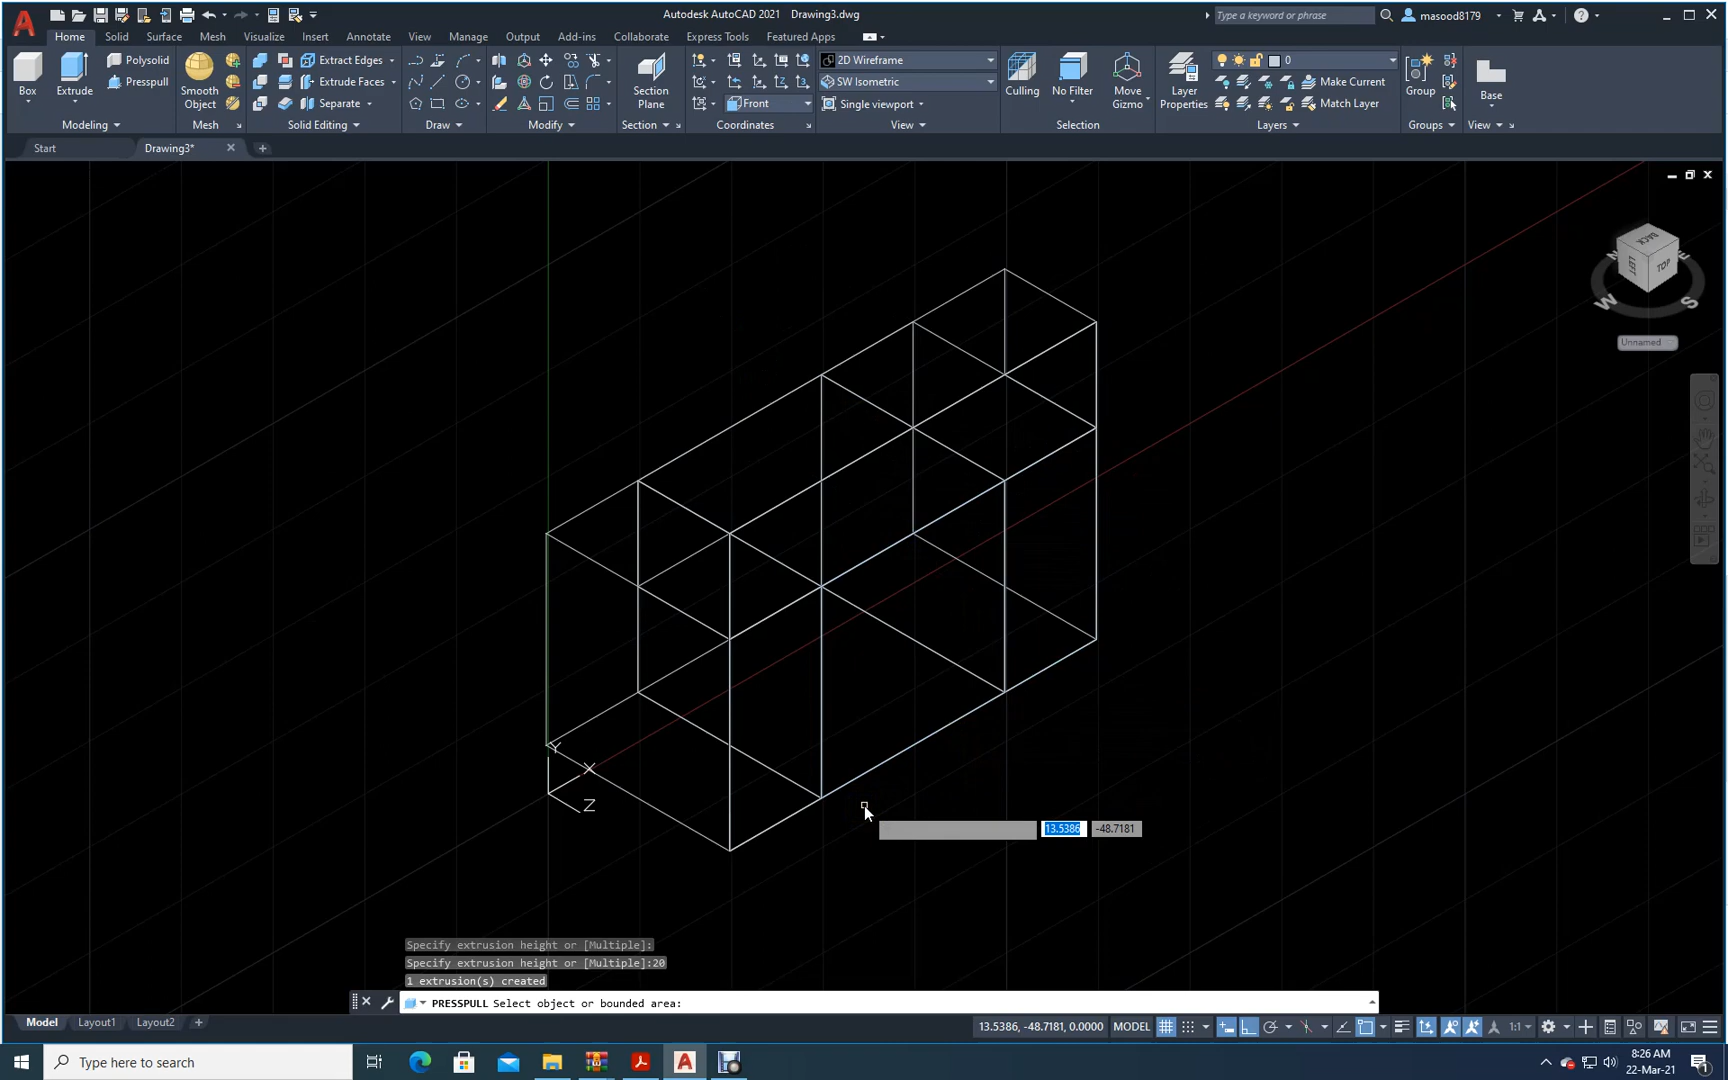 Autodesk AutoCAD 2021 Drawing3.dwg
Type a keyword or phrase
masood8179
Home Solid Surface Mesh Visualize Insert Annotate View Manage Output Add-ins Collaborate Express Tools Featured Apps
Box
Extrude
Polysolid
Presspull
Modeling
Smooth Object
Mesh
Extract Edges
Extrude Faces
Separate
Solid Editing
Draw
Modify
Section Plane
Section
Front
Coordinates
2D Wireframe
SW Isometric
Single viewport
View
Culling
No Filter
Move Gizmo
Selection
Layer Properties
0
Make Current
Match Layer
Layers
Group
Groups
Base
View
Start
Drawing3*
BACK
TOP
W
S
N
E
Unnamed
Y
X
Z
13.5386
-48.7181
Specify extrusion height or [Multiple]:
Specify extrusion height or [Multiple]:20
1 extrusion(s) created
PRESSPULL Select object or bounded area:
Model Layout1 Layout2
13.5386, -48.7181, 0.0000 MODEL
1:1
Type here to search
8:26 AM
22-Mar-21
1